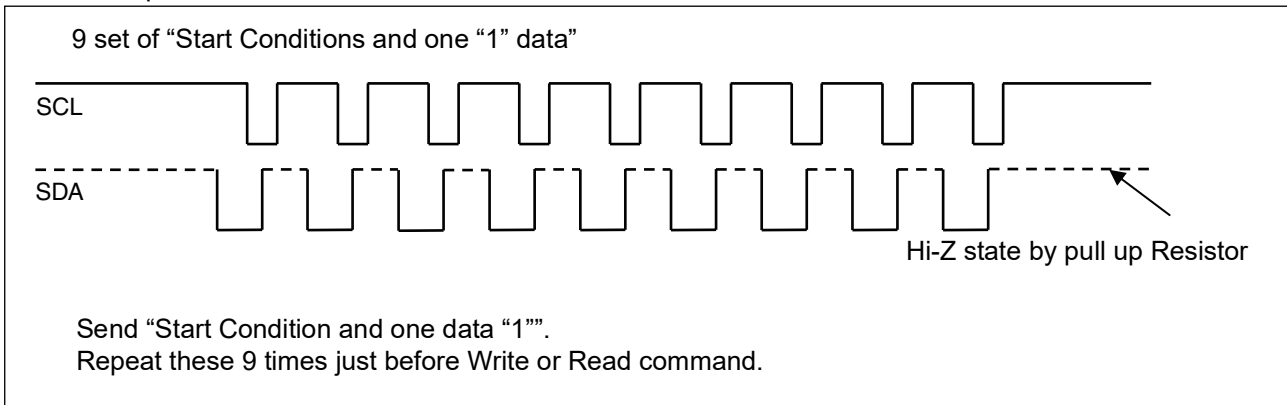 9 set of “Start Conditions and one “1” data”
SCL
SDA
Hi-Z state by pull up Resistor
Send “Start Condition and one data “1””.
Repeat these 9 times just before Write or Read command.